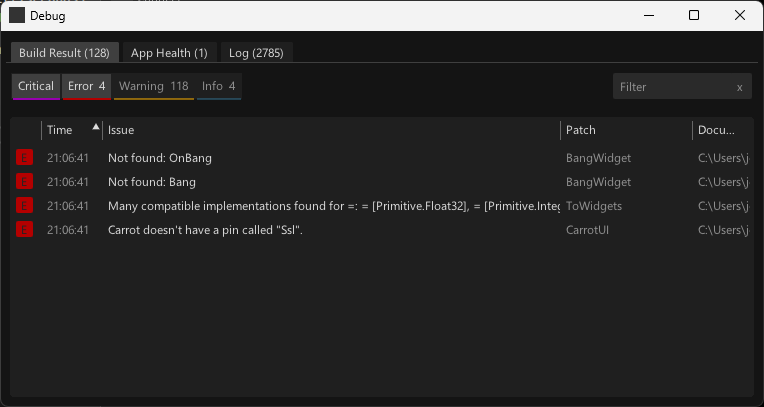 Debug
Build Result (128) App Health (1) Log (2785)
Critical Error 4 Warning 118 Info 4 Filter x
Time Issue Patch Docu...
E 21:06:41 Not found: OnBang BangWidget C:\Users\j
E 21:06:41 Not found: Bang BangWidget C:\Users\j
E 21:06:41 Many compatible implementations found for =: = [Primitive.Float32], = [Primitive.Integ ToWidgets C:\Users\j
E 21:06:41 Carrot doesn't have a pin called "Ssl". CarrotUI C:\Users\j